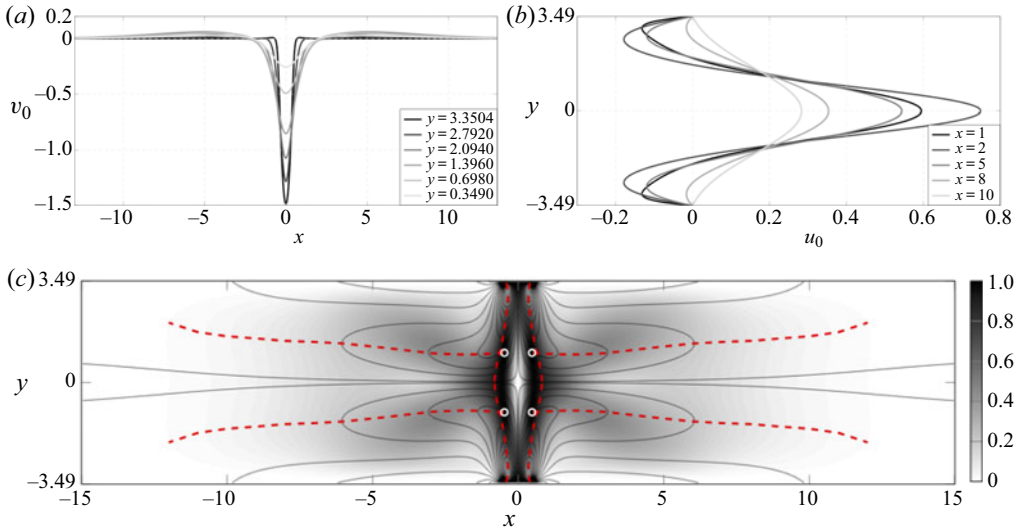 (a)
0.2
0
−0.5
−1.0
−1.5
v0
−10
−5
0
5
10
x
y = 3.3504
y = 2.7920
y = 2.0940
y = 1.3960
y = 0.6980
y = 0.3490
(b)
3.49
y
0
−3.49
−0.2
0
0.2
0.4
0.6
0.8
u0
x = 1
x = 2
x = 5
x = 8
x = 10
(c)
3.49
y
0
−3.49
−15
−10
−5
0
5
10
15
x
1.0
0.8
0.6
0.4
0.2
0